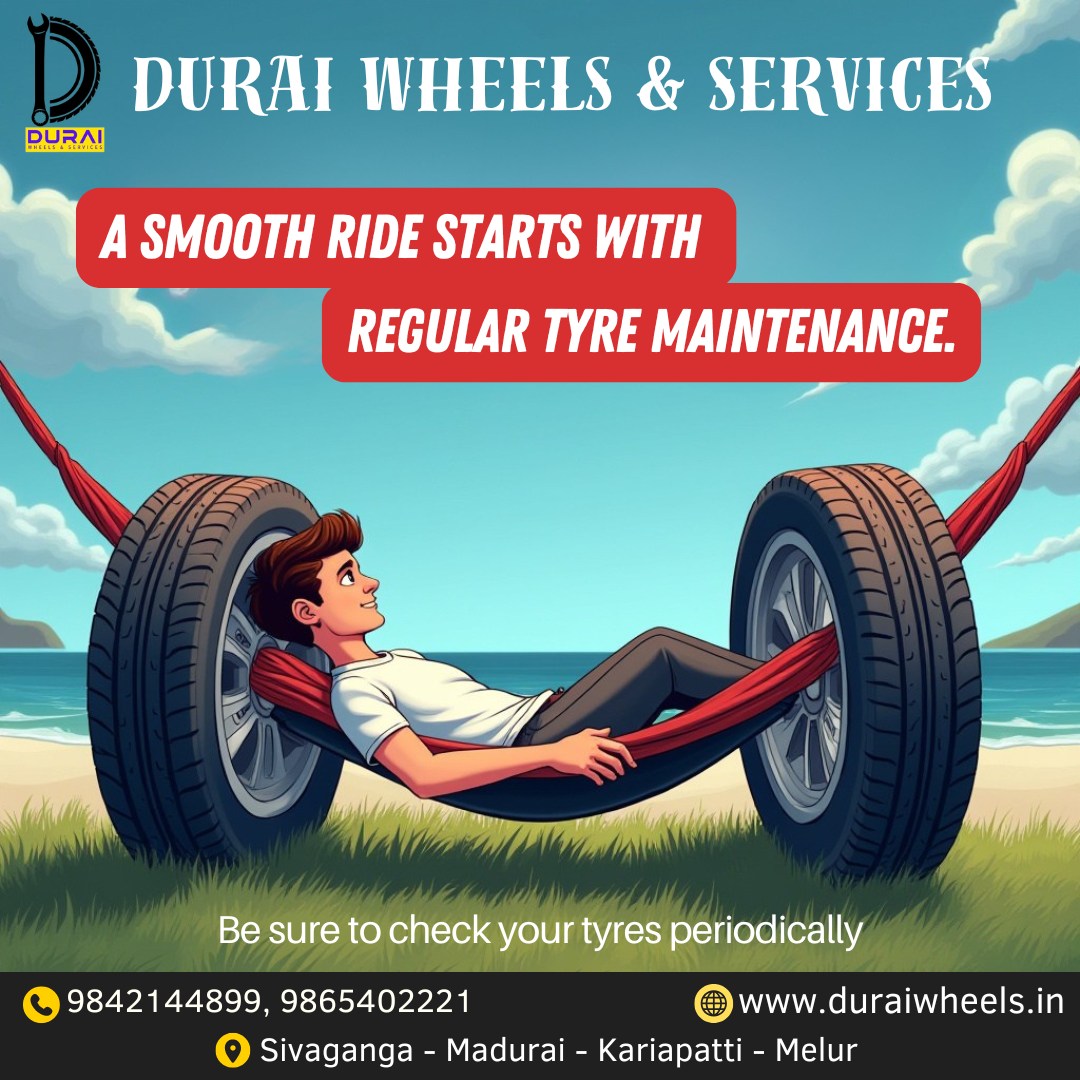 DURAI
WHEELS & SERVICES
DURAI WHEELS & SERVICES
A SMOOTH RIDE STARTS WITH
REGULAR TYRE MAINTENANCE.
Be sure to check your tyres periodically
9842144899, 9865402221
www.duraiwheels.in
Sivaganga - Madurai - Kariapatti - Melur